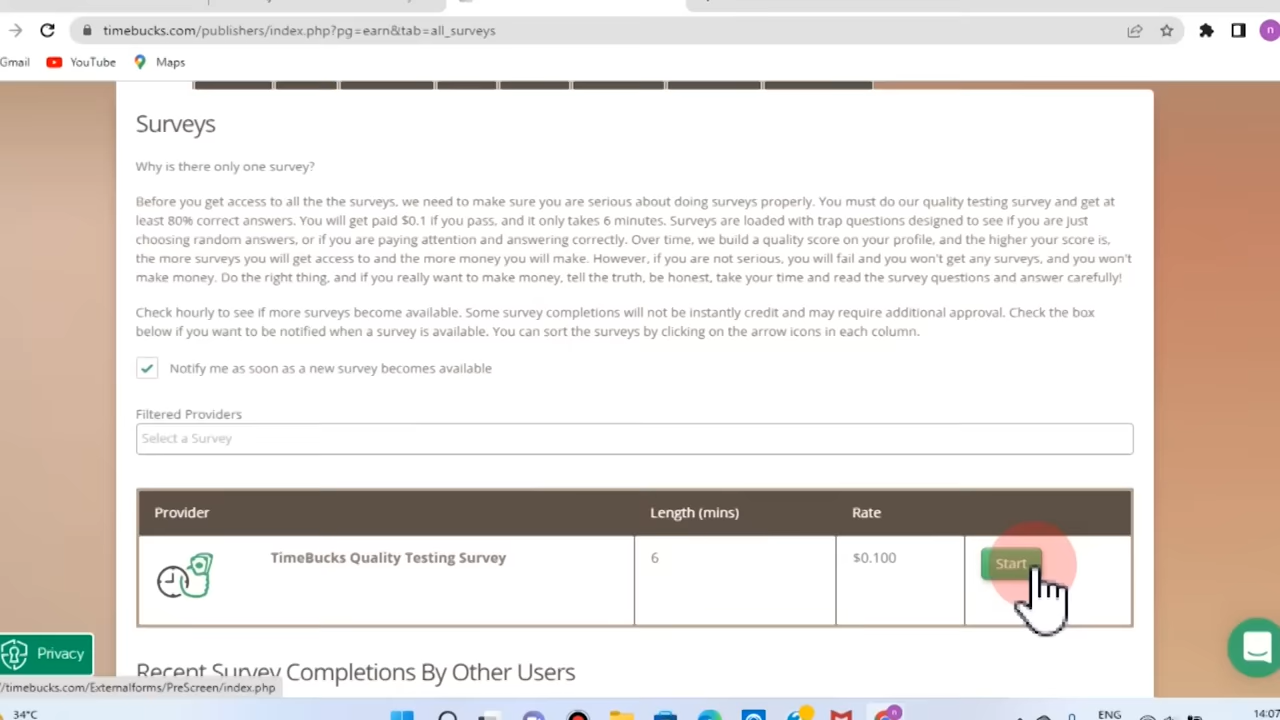 timebucks.com/publishers/index.php?pg=earn&tab=all_surveys
n
Gmail YouTube Maps
Surveys
Why is there only one survey?
Before you get access to all the the surveys, we need to make sure you are serious about doing surveys properly. You must do our quality testing survey and get at
least 80% correct answers. You will get paid $0.1 if you pass, and it only takes 6 minutes. Surveys are loaded with trap questions designed to see if you are just
choosing random answers, or if you are paying attention and answering correctly. Over time, we build a quality score on your profile, and the higher your score is,
the more surveys you will get access to and the more money you will make. However, if you are not serious, you will fail and you won't get any surveys, and you won't
make money. Do the right thing, and if you really want to make money, tell the truth, be honest, take your time and read the survey questions and answer carefully!
Check hourly to see if more surveys become available. Some survey completions will not be instantly credit and may require additional approval. Check the box
below if you want to be notified when a survey is available. You can sort the surveys by clicking on the arrow icons in each column.
Notify me as soon as a new survey becomes available
Filtered Providers
Select a Survey
Provider Length (mins) Rate
TimeBucks Quality Testing Survey 6 $0.100 Start
Privacy
Recent Survey Completions By Other Users
/timebucks.com/Externalforms/PreScreen/index.php
34°C
n
ENG
14:07